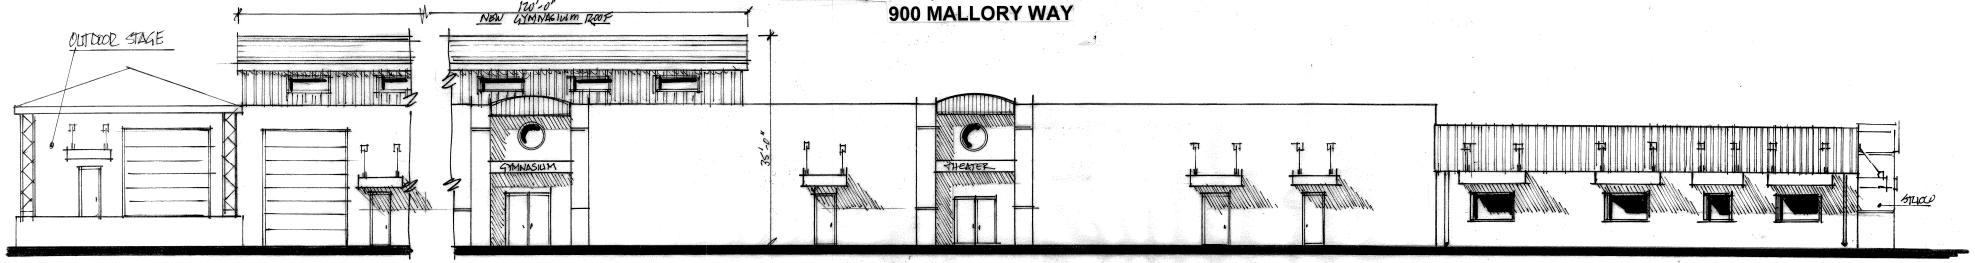 120'-0"
NEW GYMNASIUM ROOF
900 MALLORY WAY
OUTDOOR STAGE
35'-0"
GYMNASIUM
THEATER
STUCCO